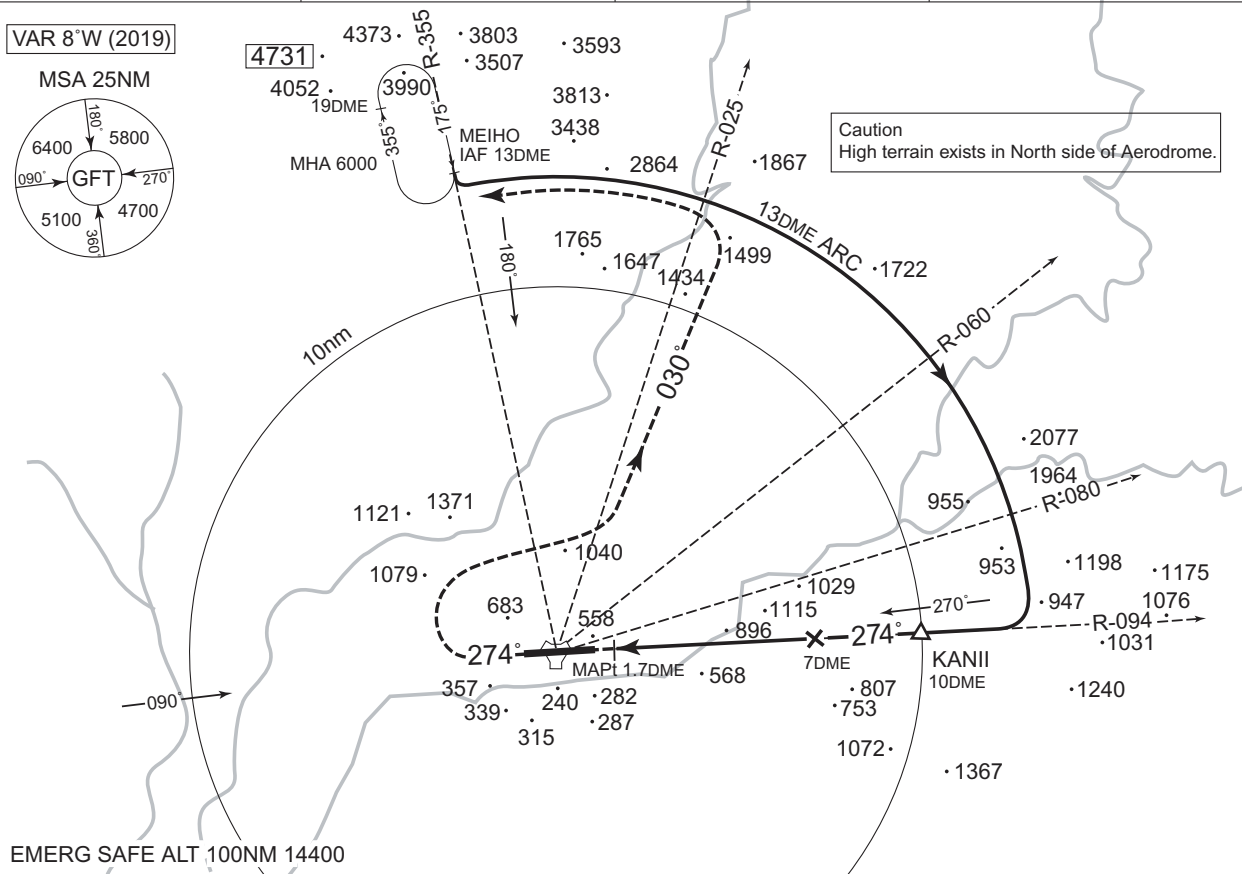 VAR 8°W (2019)
MSA 25NM
180°
6400
5800
090°
GFT
270°
5100
4700
360°
4373
3803
3593
4731
3507
4052
3990
19DME
3813
3438
R-355
175°
355°
MEIHO
IAF 13DME
MHA 6000
2864
R-025
1867
Caution
High terrain exists in North side of Aerodrome.
13DME ARC
180°
1765
1647
1434
1499
1722
10nm
R-060
030°
2077
1964
R-080
955
1121
1371
1040
1079
953
1198
1175
1029
947
1076
683
558
1115
270°
R-094
1031
896
274°
274°
MAPt 1.7DME
7DME
KANII
10DME
090°
357
240
282
568
807
1240
339
315
287
753
1072
1367
EMERG SAFE ALT 100NM 14400